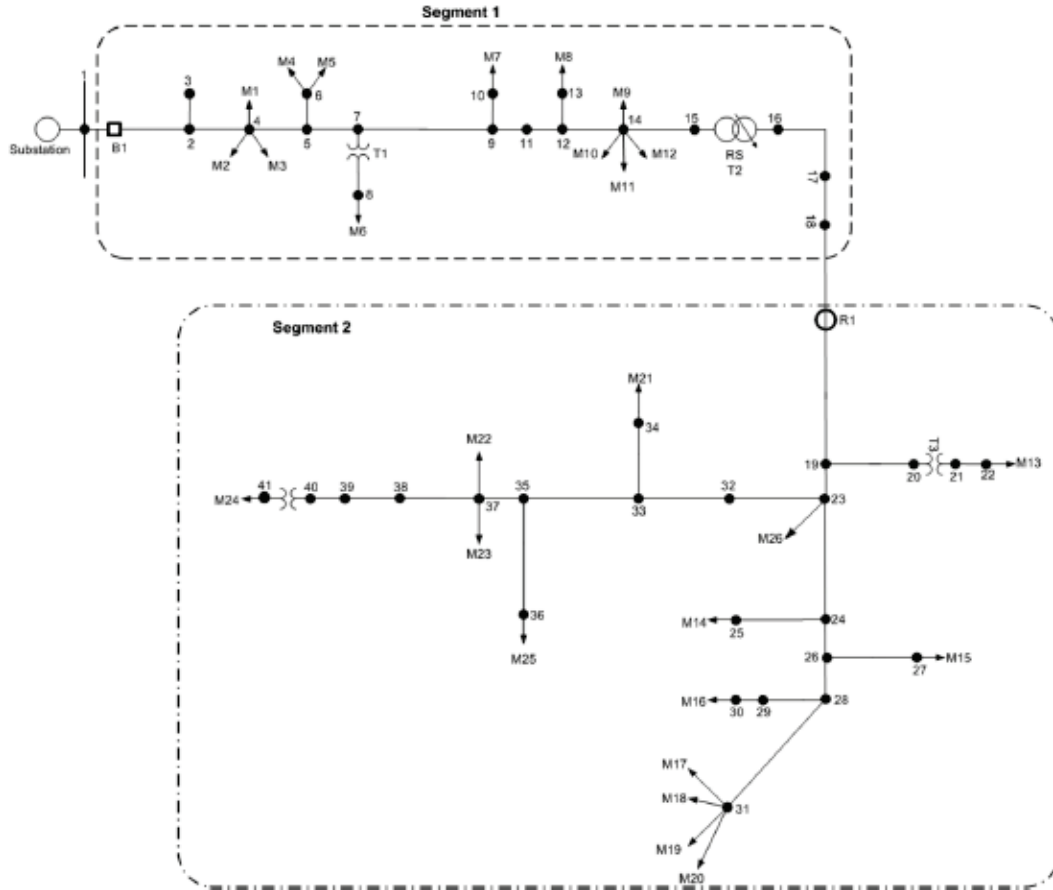 Segment 1
M4 M5 M7 M8
1 3 M1 6 7 10 13 M9
Substation B1 2 4 5 T1 9 11 12 14 15 RS T2 16
M2 M3 M10 M12
M11
8
M6
17
18
Segment 2
R1
M21
34
M22
19 20 T3 21 22 M13
M24 41 40 39 38 37 35 33 32 23
M23 M26
36
M25
M14 25 24
26 27 M15
M16 30 29 28
M17
M18 31
M19
M20